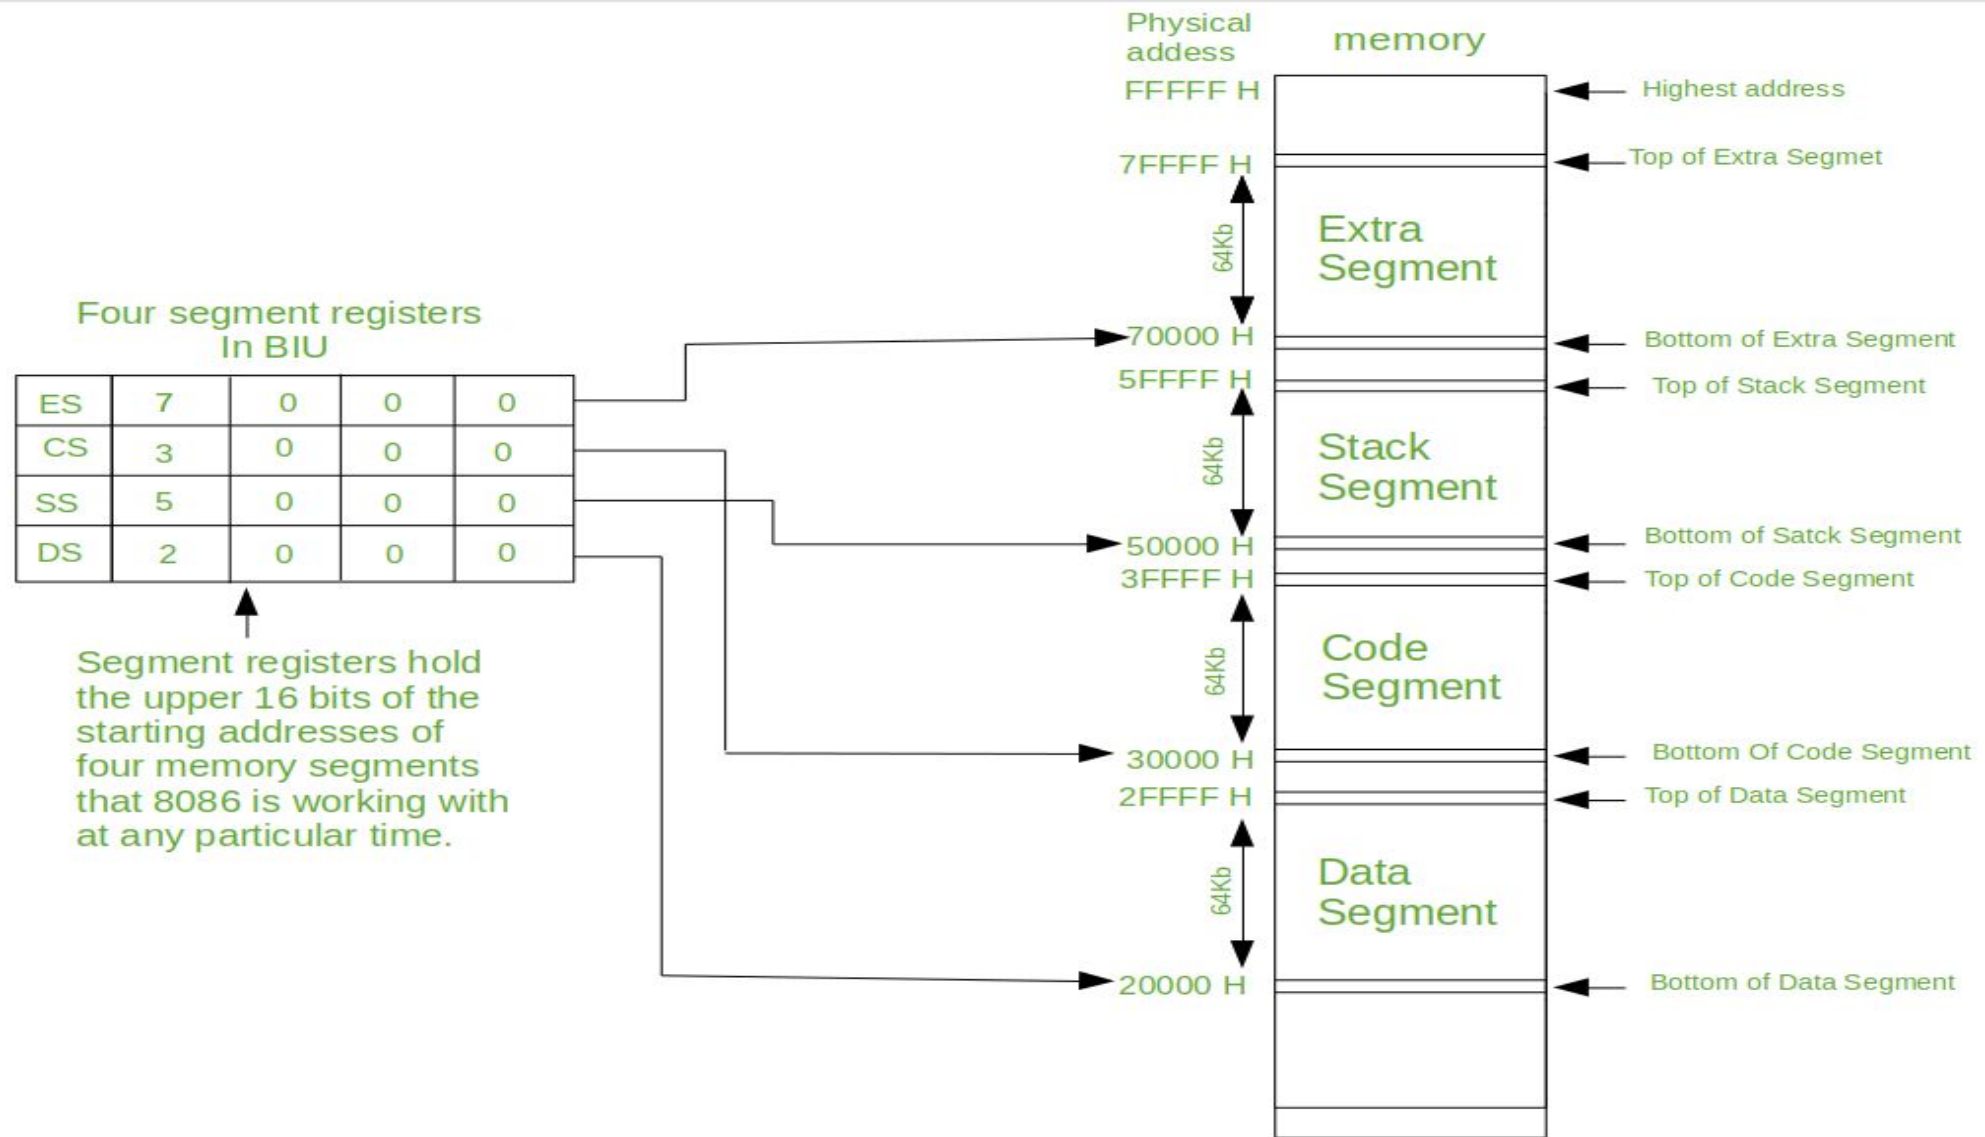 Physical
addess
memory
FFFFF H
Highest address
7FFFF H
Top of Extra Segmet
64Kb
Extra
Segment
Four segment registers
In BIU
70000 H
Bottom of Extra Segment
5FFFF H
Top of Stack Segment
ES 7 0 0 0
CS 3 0 0 0
SS 5 0 0 0
DS 2 0 0 0
64Kb
Stack
Segment
50000 H
Bottom of Satck Segment
3FFFF H
Top of Code Segment
Segment registers hold
the upper 16 bits of the
starting addresses of
four memory segments
that 8086 is working with
at any particular time.
64Kb
Code
Segment
30000 H
Bottom Of Code Segment
2FFFF H
Top of Data Segment
64Kb
Data
Segment
20000 H
Bottom of Data Segment